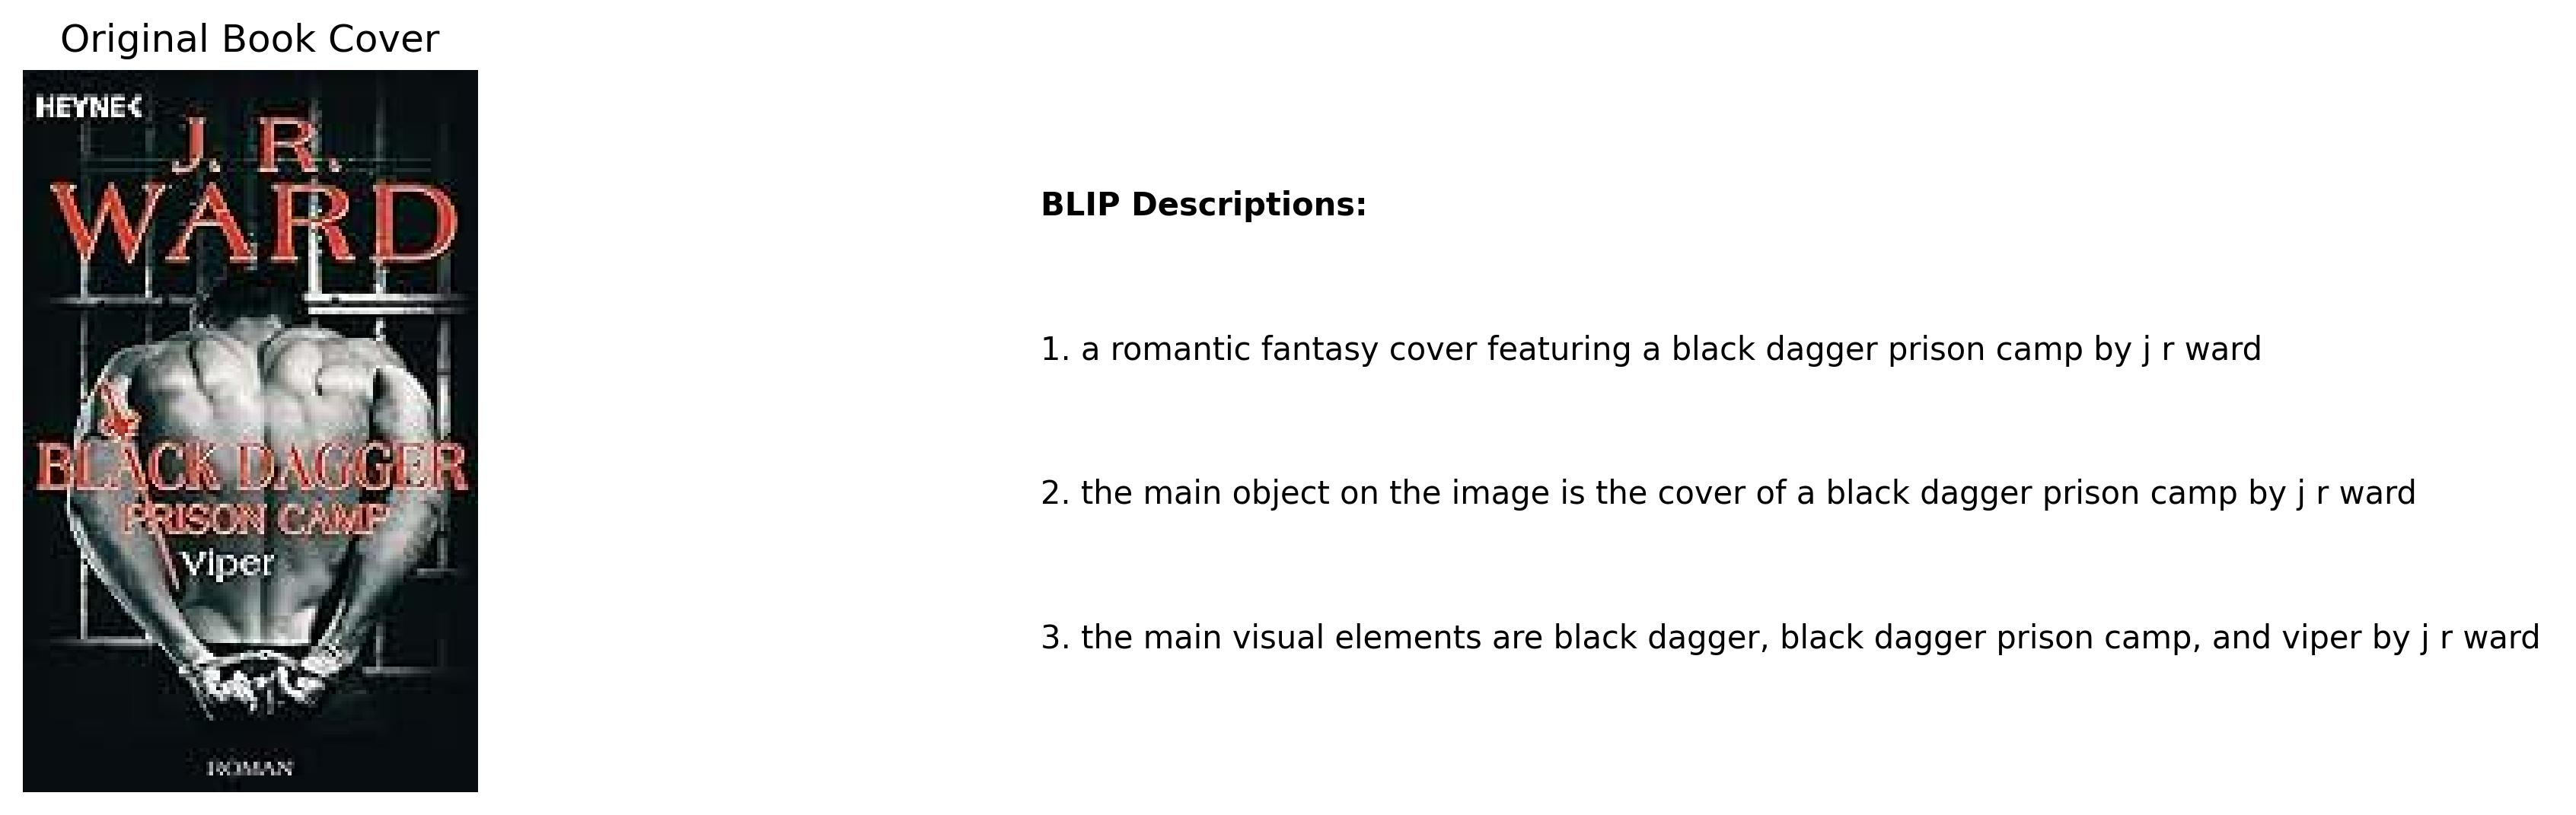 Original Book Cover
HEYNE<
J. R.
WARD
BLACK DAGGER
PRISON CAMP
Viper
ROMAN
BLIP Descriptions:
1. a romantic fantasy cover featuring a black dagger prison camp by j r ward
2. the main object on the image is the cover of a black dagger prison camp by j r ward
3. the main visual elements are black dagger, black dagger prison camp, and viper by j r ward